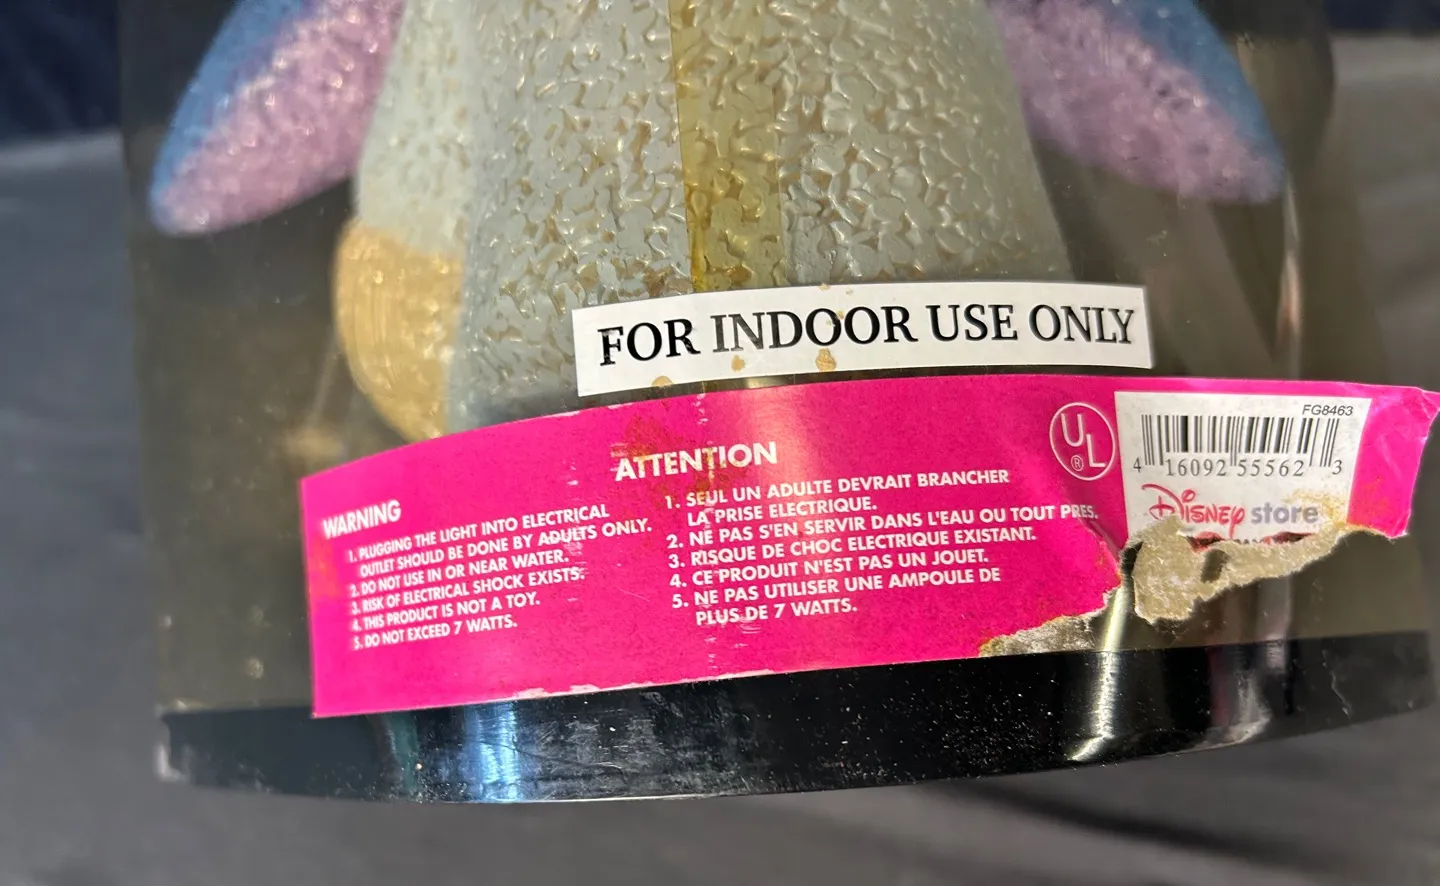 FOR INDOOR USE ONLY
WARNING
1. PLUGGING THE LIGHT INTO ELECTRICAL
OUTLET SHOULD BE DONE BY ADULTS ONLY.
2. DO NOT USE IN OR NEAR WATER.
3. RISK OF ELECTRICAL SHOCK EXISTS.
4. THIS PRODUCT IS NOT A TOY.
5. DO NOT EXCEED 7 WATTS.
ATTENTION
1. SEUL UN ADULTE DEVRAIT BRANCHER
LA PRISE ELECTRIQUE.
2. NE PAS S'EN SERVIR DANS L'EAU OU TOUT PRES.
3. RISQUE DE CHOC ELECTRIQUE EXISTANT.
4. CE PRODUIT N'EST PAS UN JOUET.
5. NE PAS UTILISER UNE AMPOULE DE
PLUS DE 7 WATTS.
UL
®
FG8463
4 16092 55562 3
Disney store